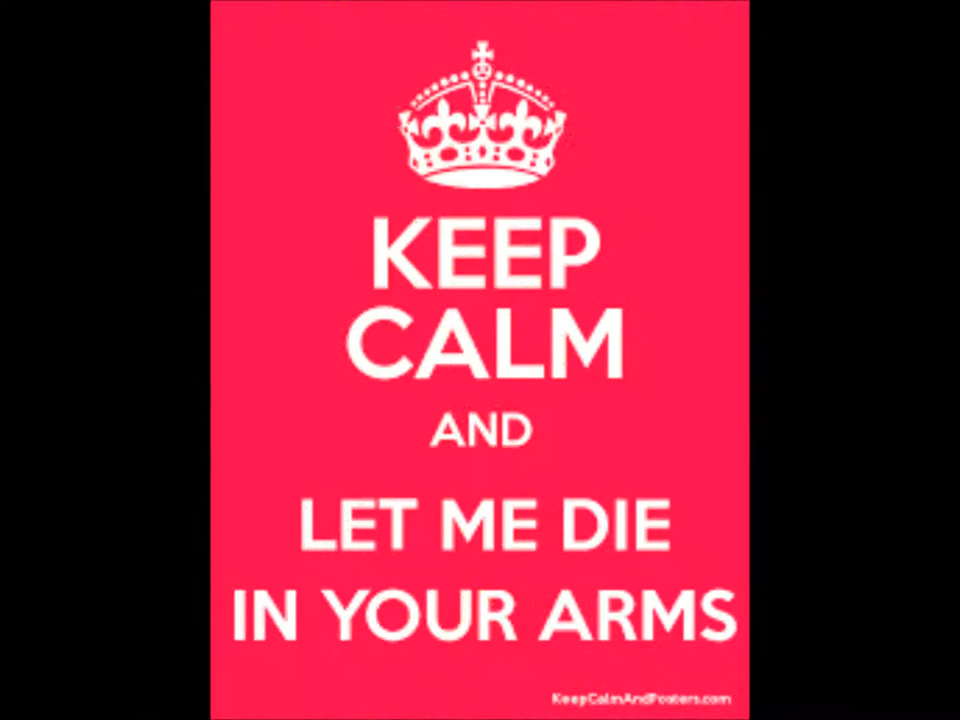 KEEP
CALM
AND
LET ME DIE
IN YOUR ARMS
KeepCalmAndPosters.com